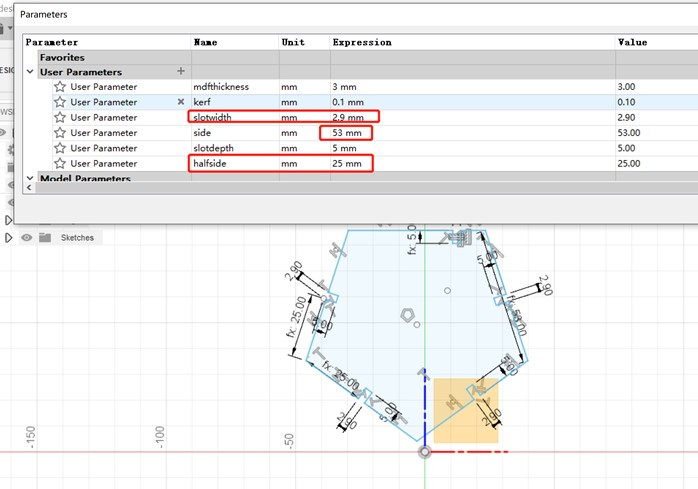 Parameters
Parameter Name Unit Expression Value
Favorites
User Parameters +
User Parameter mdfthickness mm 3 mm 3.00
User Parameter kerf mm 0.1 mm 0.10
User Parameter slotwidth mm 2.9 mm 2.90
User Parameter side mm 53 mm 53.00
User Parameter slotdepth mm 5 mm 5.00
User Parameter halfside mm 25 mm 25.00
Model Parameters
Sketches
fx: 5.0
2.90
2.90
fx: 25.00
fx: 53.00
fx: 25.00
5.00
2.90
2.90
-150
-100
-50